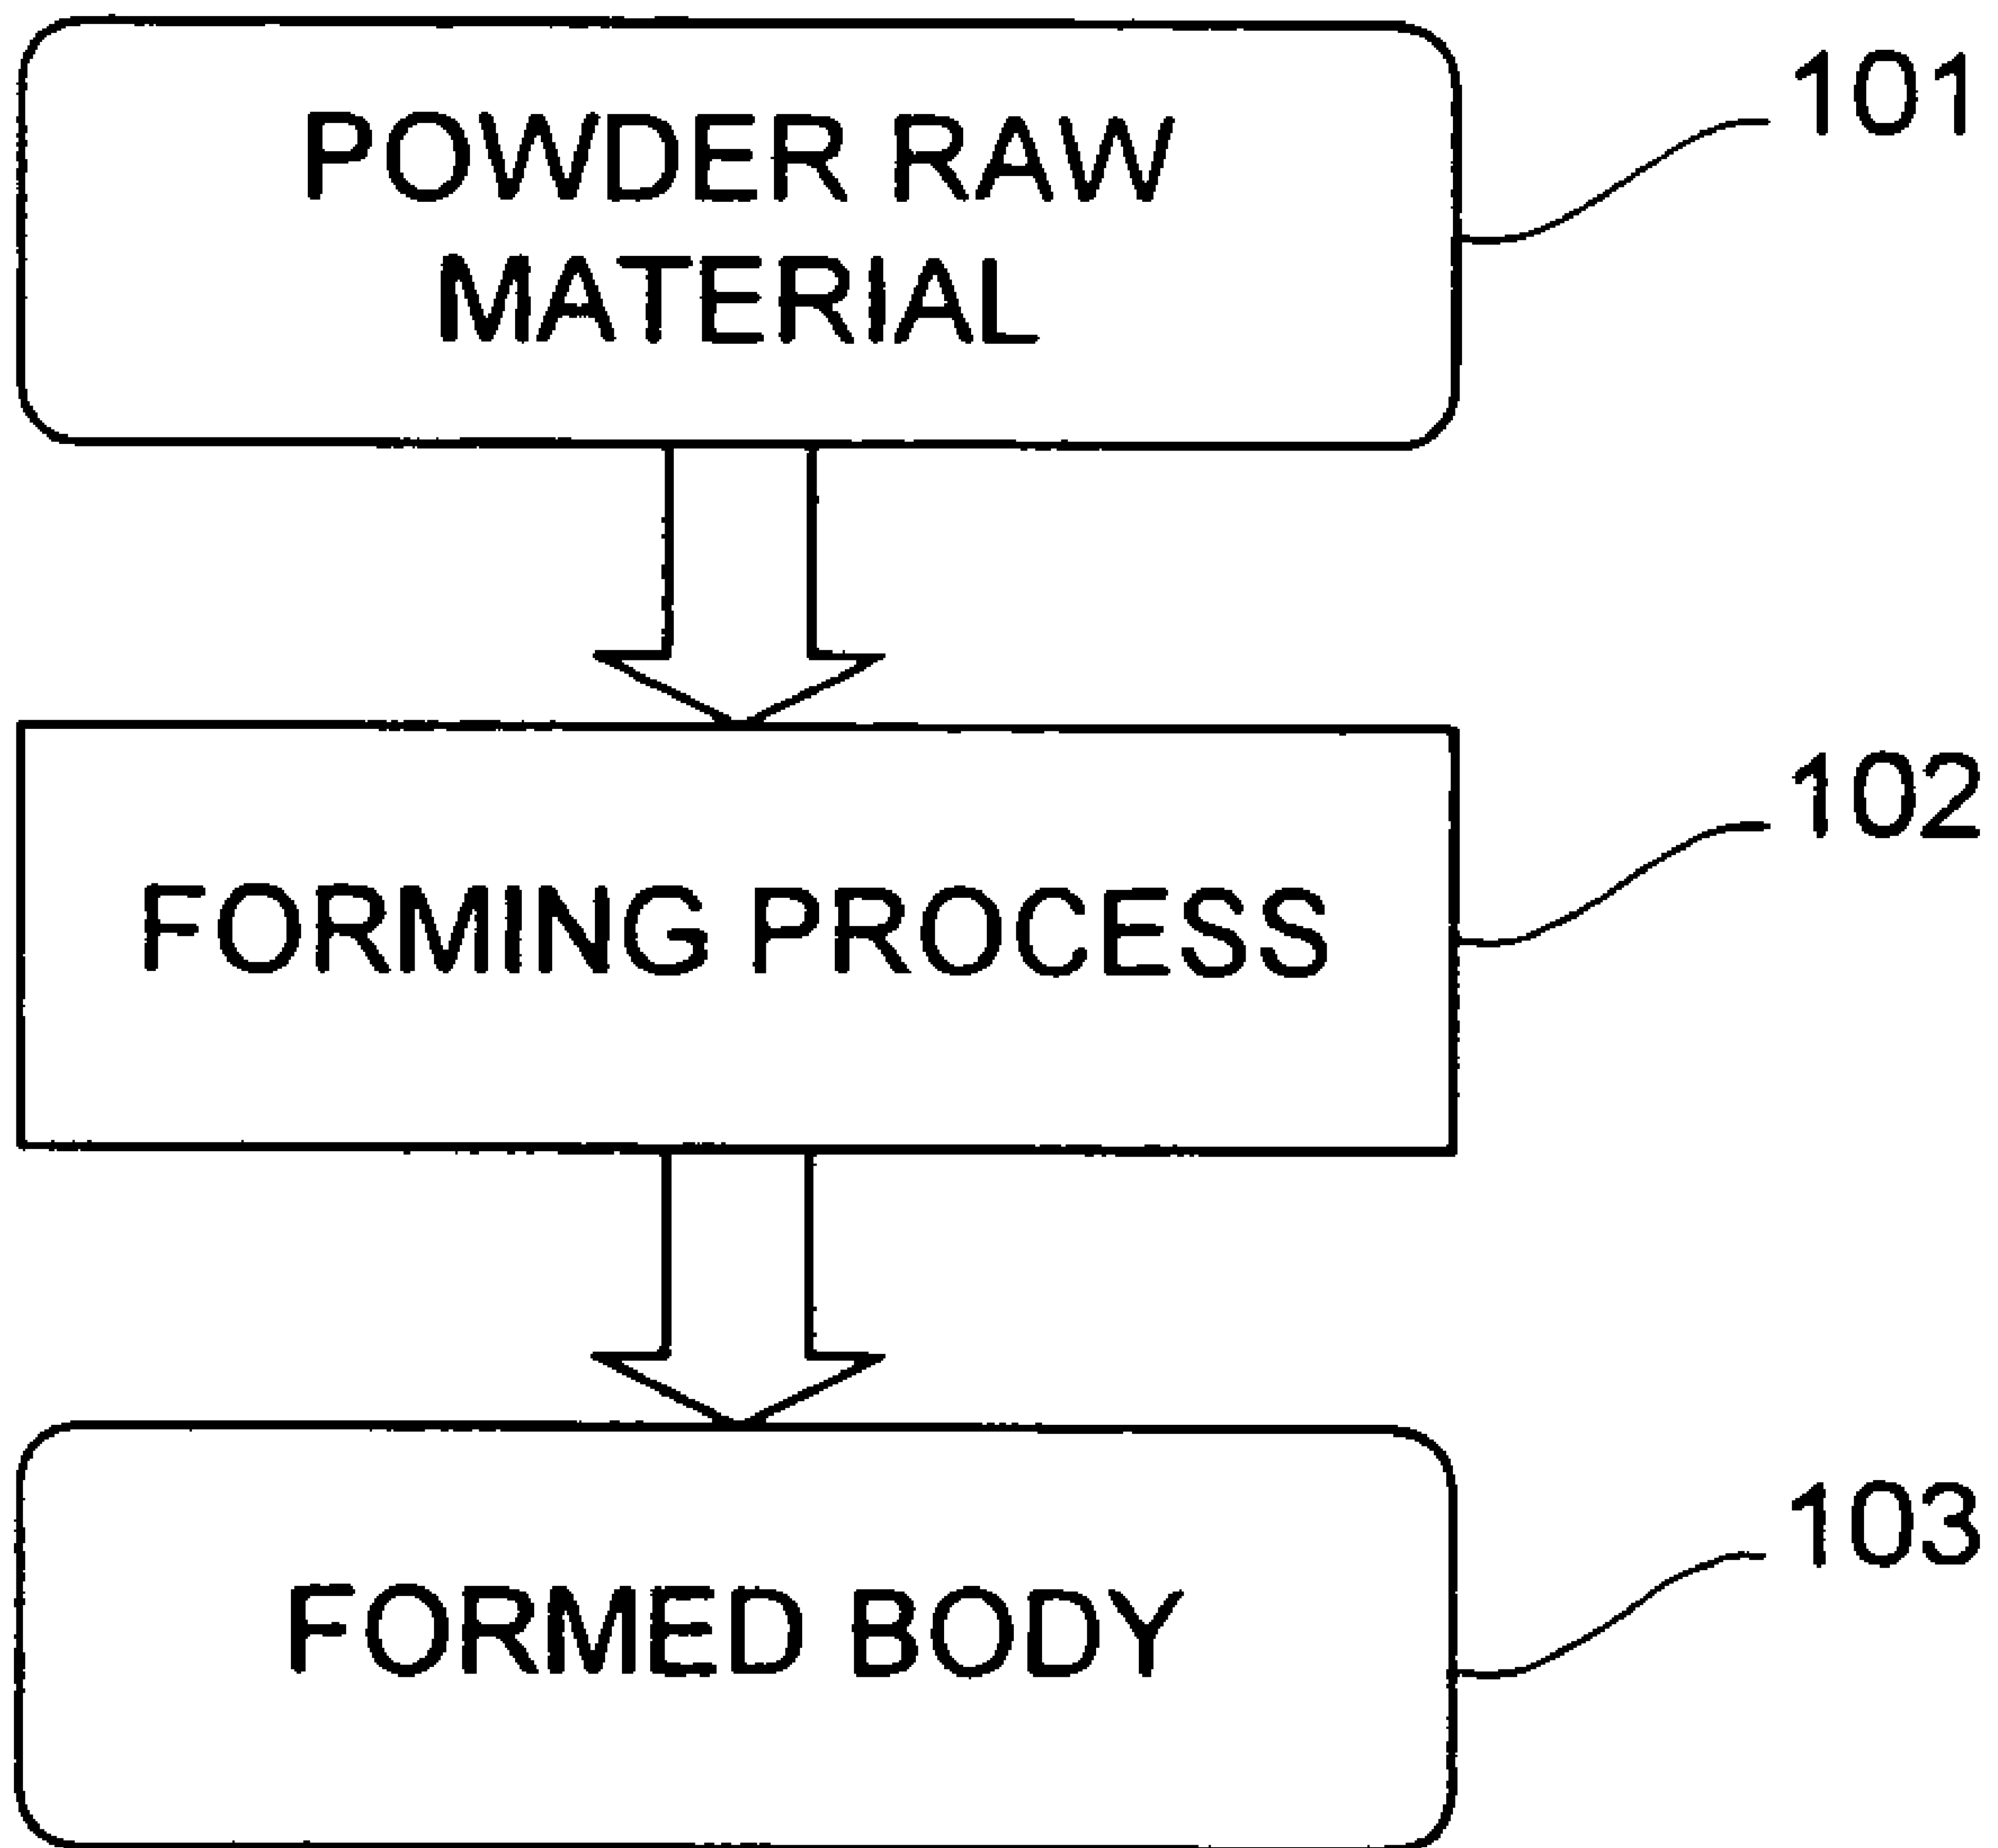 POWDER RAW
MATERIAL
101
FORMING PROCESS
102
FORMED BODY
103